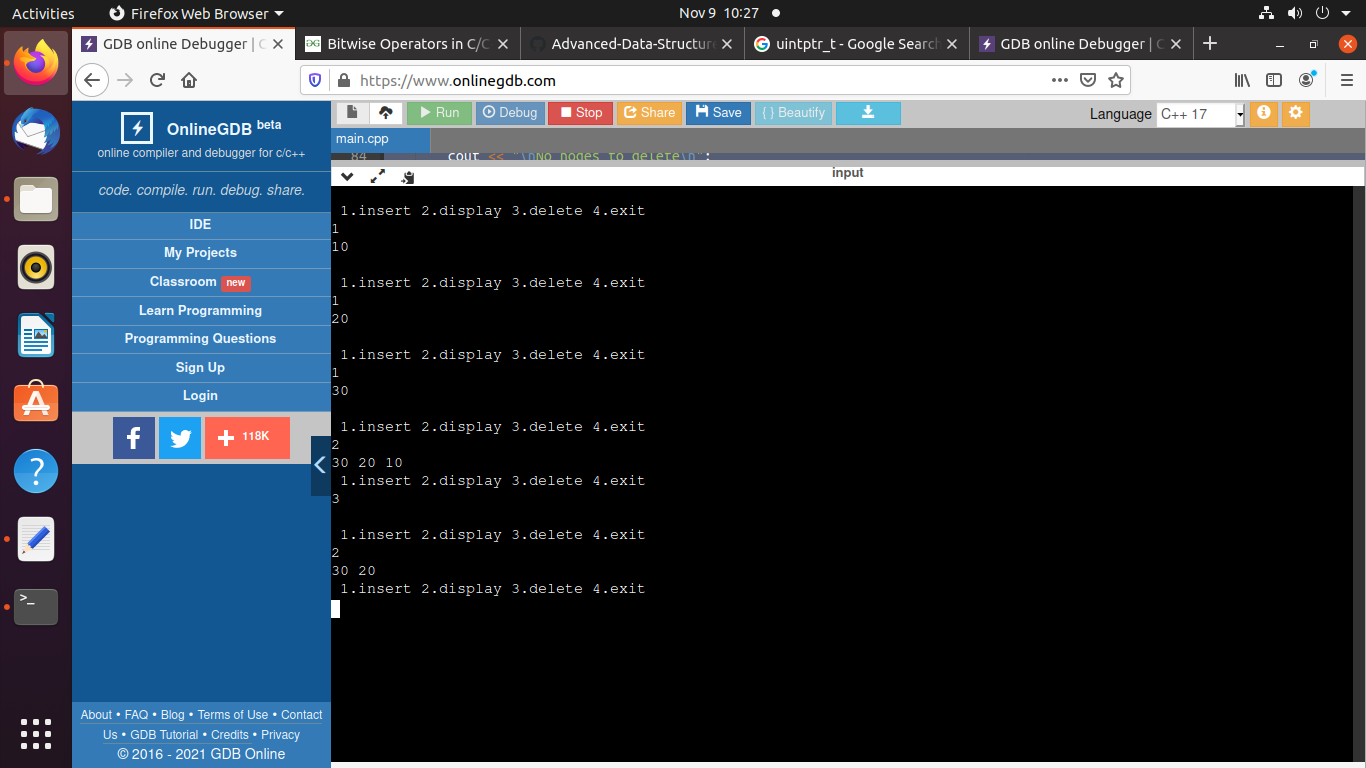 Activities Firefox Web Browser Nov 9 10:27
GDB online Debugger | C Bitwise Operators in C/C Advanced-Data-Structure uintptr_t - Google Search GDB online Debugger | C
https://www.onlinegdb.com
OnlineGDB beta
online compiler and debugger for c/c++
code. compile. run. debug. share.
IDE
My Projects
Classroom new
Learn Programming
Programming Questions
Sign Up
Login
118K
About • FAQ • Blog • Terms of Use • Contact
Us • GDB Tutorial • Credits • Privacy
© 2016 - 2021 GDB Online
Run Debug Stop Share Save { } Beautify Language C++ 17
main.cpp
84 cout << "\nNo nodes to delete\n";
input
1.insert 2.display 3.delete 4.exit
1
10
1.insert 2.display 3.delete 4.exit
1
20
1.insert 2.display 3.delete 4.exit
1
30
1.insert 2.display 3.delete 4.exit
2
30 20 10
1.insert 2.display 3.delete 4.exit
3
1.insert 2.display 3.delete 4.exit
2
30 20
1.insert 2.display 3.delete 4.exit